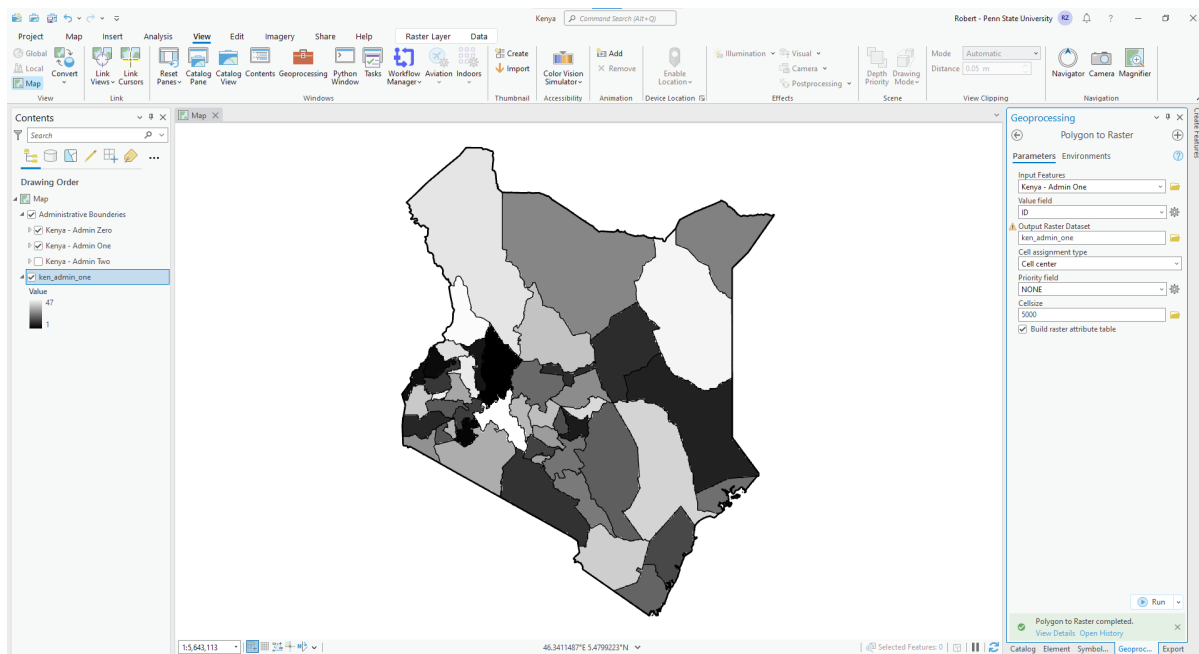 Kenya
Command Search (Alt+Q)
Robert - Penn State University
RZ
?
Project Map Insert Analysis View Edit Imagery Share Help Raster Layer Data
Global
Local
Map
Convert
View
Link Views
Link Cursors
Link
Reset Panes
Catalog Pane
Catalog View
Contents
Geoprocessing
Python Window
Tasks
Workflow Manager
Aviation
Indoors
Windows
Create
Import
Thumbnail
Color Vision Simulator
Accessibility
Add
Remove
Animation
Enable Location
Device Location
Illumination
Visual
Camera
Postprocessing
Effects
Depth Priority
Drawing Mode
Scene
Mode Automatic
Distance 0.05 m
View Clipping
Navigator
Camera
Magnifier
Navigation
Contents
Search
Drawing Order
Map
Administrative Bounderies
Kenya - Admin Zero
Kenya - Admin One
Kenya - Admin Two
ken_admin_one
Value
47
1
Map
1:5,643,113
46.3411487°E 5.4799223°N
Selected Features: 0
Geoprocessing
Polygon to Raster
Parameters Environments
Input Features
Kenya - Admin One
Value field
ID
Output Raster Dataset
ken_admin_one
Cell assignment type
Cell center
Priority field
NONE
Cellsize
5000
Build raster attribute table
Run
Polygon to Raster completed.
View Details Open History
Catalog Element Symbol... Geoproc... Export
Create Features